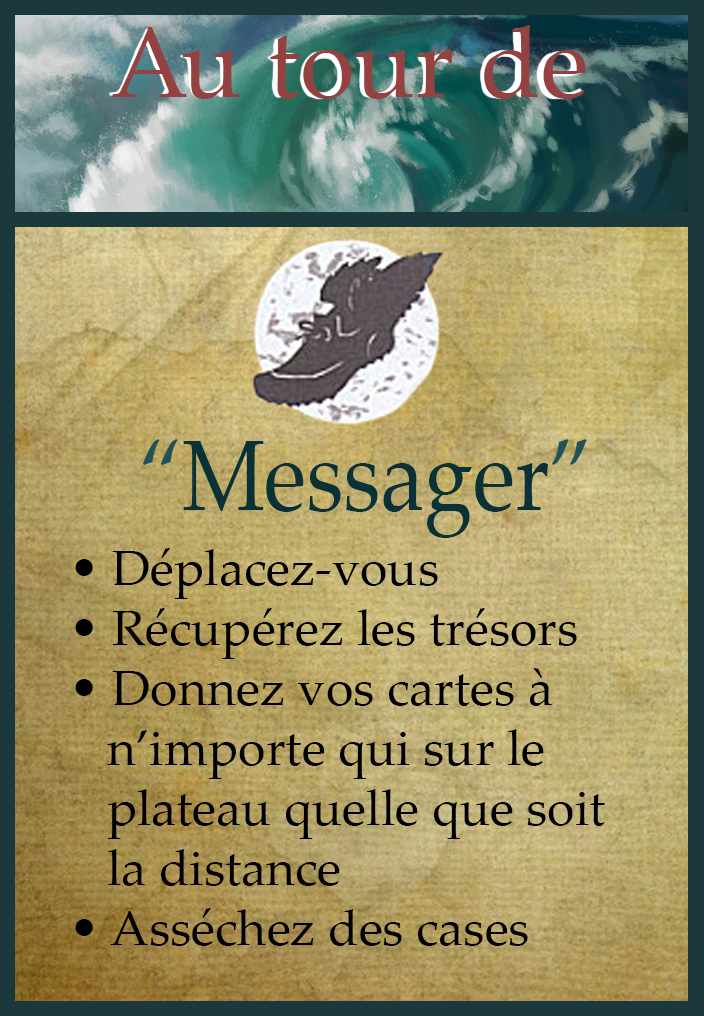 Au tour de
“Messager”
• Déplacez-vous
• Récupérez les trésors
• Donnez vos cartes à
n’importe qui sur le
plateau quelle que soit
la distance
• Asséchez des cases